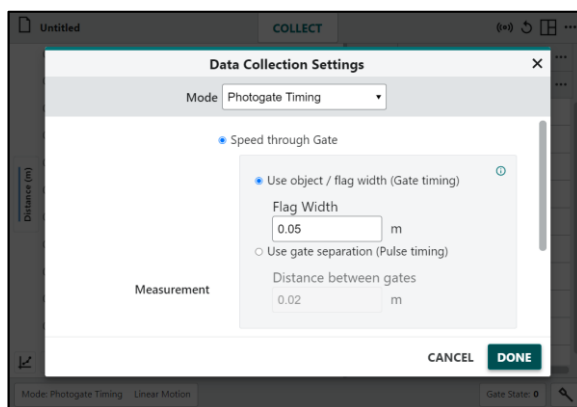 Untitled
COLLECT
Data Collection Settings
Mode Photogate Timing
Speed through Gate
Use object / flag width (Gate timing)
Flag Width
0.05 m
Use gate separation (Pulse timing)
Distance between gates
Measurement
0.02 m
Distance (m)
CANCEL DONE
Mode: Photogate Timing Linear Motion Gate State: 0